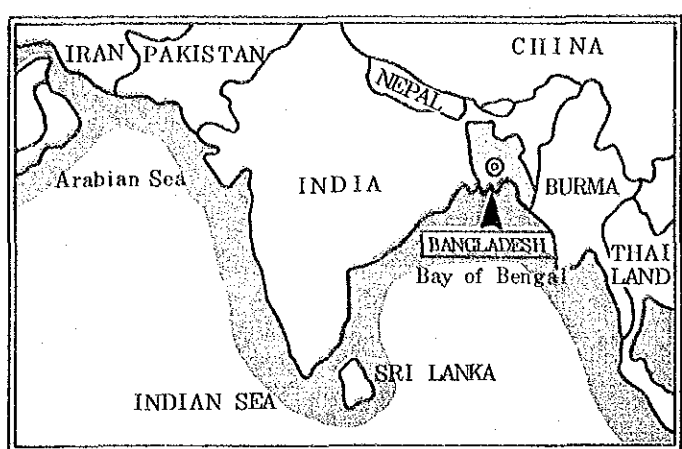 IRAN
PAKISTAN
CHINA
NEPAL
Arabian Sea
INDIA
BURMA
BANGLADESH
Bay of Bengal
THAI
LAND
SRI LANKA
INDIAN SEA